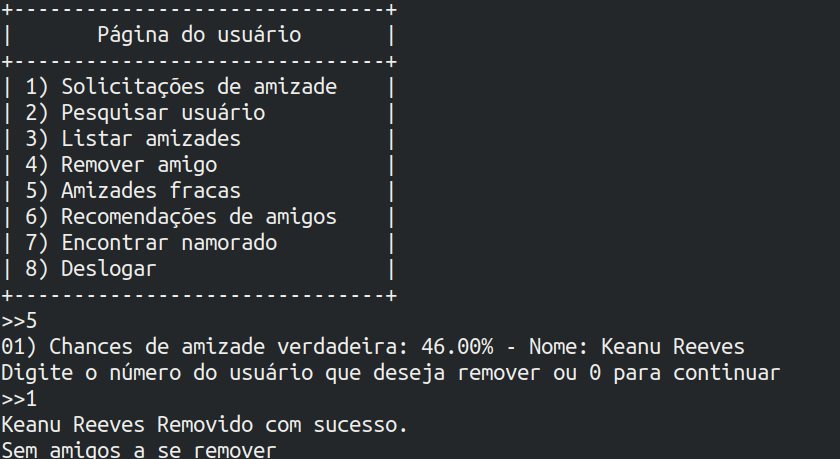 +-------------------------------+
|       Página do usuário       |
+-------------------------------+
| 1) Solicitações de amizade    |
| 2) Pesquisar usuário          |
| 3) Listar amizades            |
| 4) Remover amigo              |
| 5) Amizades fracas            |
| 6) Recomendações de amigos    |
| 7) Encontrar namorado         |
| 8) Deslogar                   |
+-------------------------------+
>>5
01) Chances de amizade verdadeira: 46.00% - Nome: Keanu Reeves
Digite o número do usuário que deseja remover ou 0 para continuar
>>1
Keanu Reeves Removido com sucesso.
Sem amigos a se remover